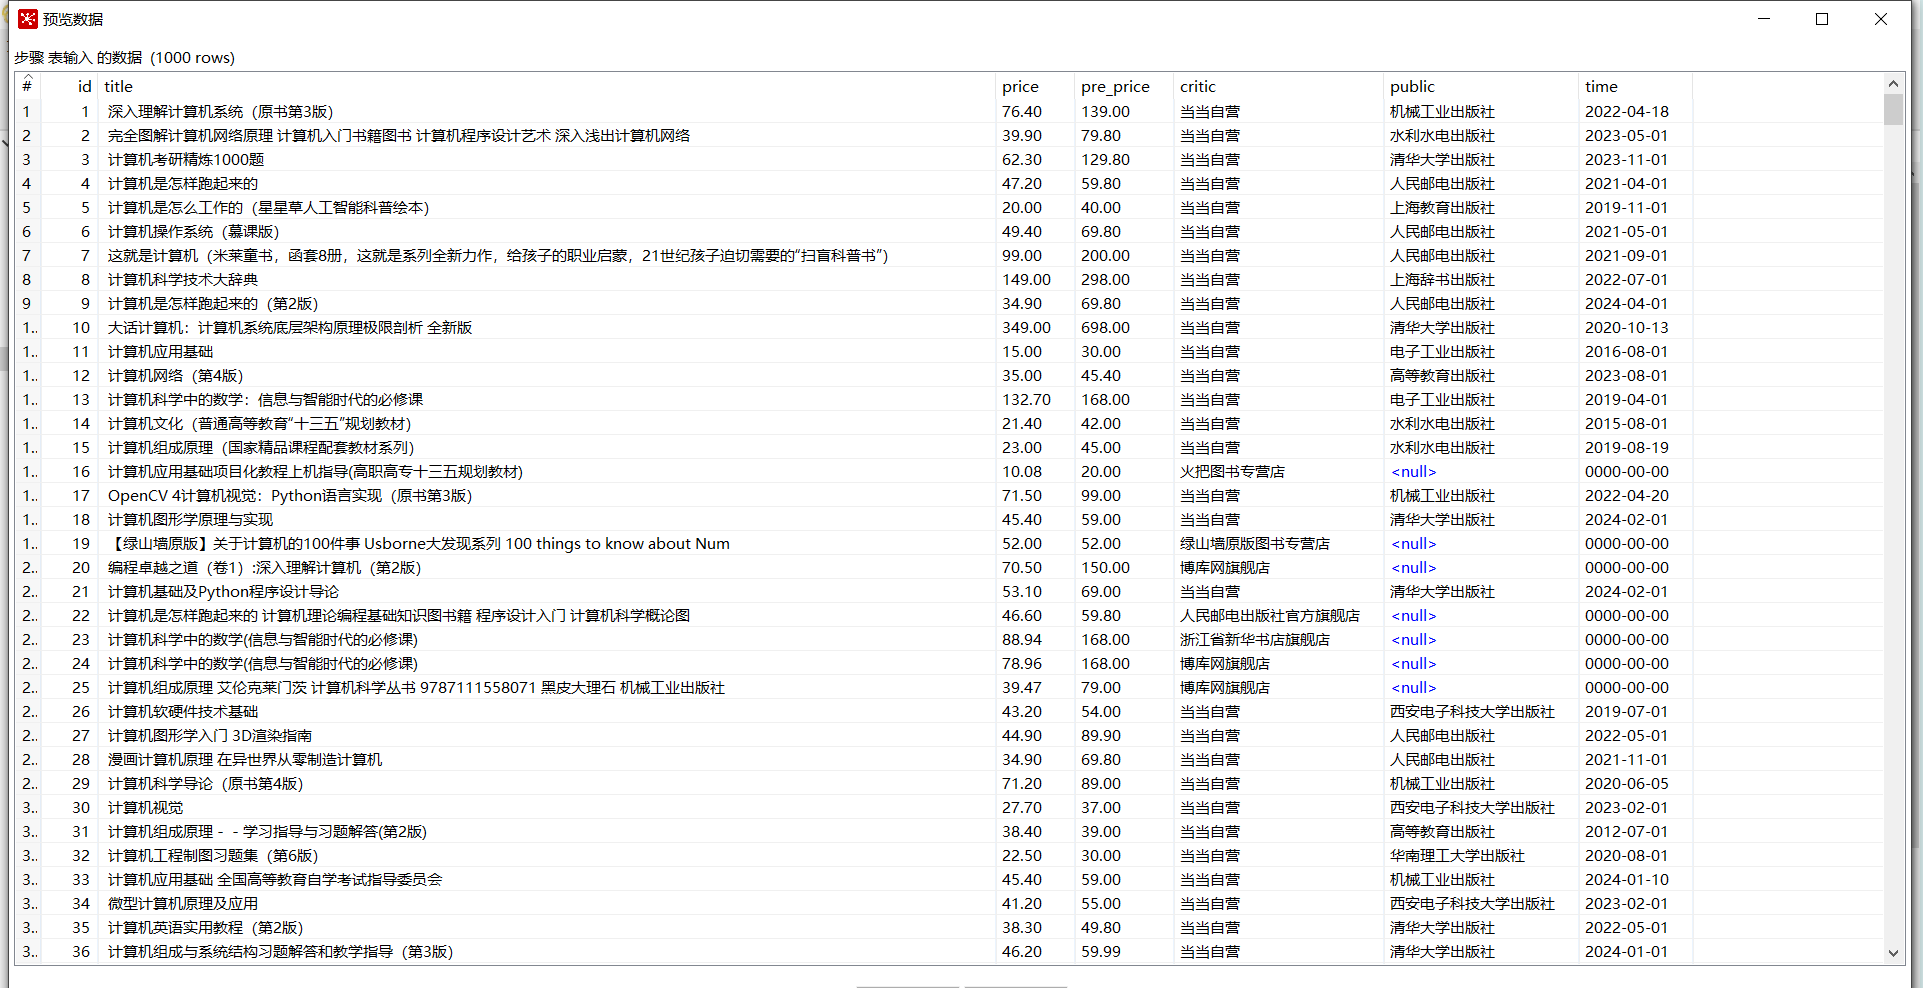 预览数据
步骤 表输入 的数据 (1000 rows)
# id title price pre_price critic public time
1 1 深入理解计算机系统（原书第3版） 76.40 139.00 当当自营 机械工业出版社 2022-04-18
2 2 完全图解计算机网络原理 计算机入门书籍图书 计算机程序设计艺术 深入浅出计算机网络 39.90 79.80 当当自营 水利水电出版社 2023-05-01
3 3 计算机考研精炼1000题 62.30 129.80 当当自营 清华大学出版社 2023-11-01
4 4 计算机是怎样跑起来的 47.20 59.80 当当自营 人民邮电出版社 2021-04-01
5 5 计算机是怎么工作的（星星草人工智能科普绘本） 20.00 40.00 当当自营 上海教育出版社 2019-11-01
6 6 计算机操作系统（慕课版） 49.40 69.80 当当自营 人民邮电出版社 2021-05-01
7 7 这就是计算机（米莱童书，函套8册，这就是系列全新力作，给孩子的职业启蒙，21世纪孩子迫切需要的“扫盲科普书”） 99.00 200.00 当当自营 人民邮电出版社 2021-09-01
8 8 计算机科学技术大辞典 149.00 298.00 当当自营 上海辞书出版社 2022-07-01
9 9 计算机是怎样跑起来的（第2版） 34.90 69.80 当当自营 人民邮电出版社 2024-04-01
1.. 10 大话计算机：计算机系统底层架构原理极限剖析 全新版 349.00 698.00 当当自营 清华大学出版社 2020-10-13
1.. 11 计算机应用基础 15.00 30.00 当当自营 电子工业出版社 2016-08-01
1.. 12 计算机网络（第4版） 35.00 45.40 当当自营 高等教育出版社 2023-08-01
1.. 13 计算机科学中的数学：信息与智能时代的必修课 132.70 168.00 当当自营 电子工业出版社 2019-04-01
1.. 14 计算机文化（普通高等教育“十三五”规划教材） 21.40 42.00 当当自营 水利水电出版社 2015-08-01
1.. 15 计算机组成原理（国家精品课程配套教材系列） 23.00 45.00 当当自营 水利水电出版社 2019-08-19
1.. 16 计算机应用基础项目化教程上机指导(高职高专十三五规划教材) 10.08 20.00 火把图书专营店 <null> 0000-00-00
1.. 17 OpenCV 4计算机视觉：Python语言实现（原书第3版） 71.50 99.00 当当自营 机械工业出版社 2022-04-20
1.. 18 计算机图形学原理与实现 45.40 59.00 当当自营 清华大学出版社 2024-02-01
1.. 19 【绿山墙原版】关于计算机的100件事 Usborne大发现系列 100 things to know about Num 52.00 52.00 绿山墙原版图书专营店 <null> 0000-00-00
2.. 20 编程卓越之道（卷1）:深入理解计算机（第2版） 70.50 150.00 博库网旗舰店 <null> 0000-00-00
2.. 21 计算机基础及Python程序设计导论 53.10 69.00 当当自营 清华大学出版社 2024-02-01
2.. 22 计算机是怎样跑起来的 计算机理论编程基础知识图书籍 程序设计入门 计算机科学概论图 46.60 59.80 人民邮电出版社官方旗舰店 <null> 0000-00-00
2.. 23 计算机科学中的数学(信息与智能时代的必修课) 88.94 168.00 浙江省新华书店旗舰店 <null> 0000-00-00
2.. 24 计算机科学中的数学(信息与智能时代的必修课) 78.96 168.00 博库网旗舰店 <null> 0000-00-00
2.. 25 计算机组成原理 艾伦克莱门茨 计算机科学丛书 9787111558071 黑皮大理石 机械工业出版社 39.47 79.00 博库网旗舰店 <null> 0000-00-00
2.. 26 计算机软硬件技术基础 43.20 54.00 当当自营 西安电子科技大学出版社 2019-07-01
2.. 27 计算机图形学入门 3D渲染指南 44.90 89.90 当当自营 人民邮电出版社 2022-05-01
2.. 28 漫画计算机原理 在异世界从零制造计算机 34.90 69.80 当当自营 人民邮电出版社 2021-11-01
2.. 29 计算机科学导论（原书第4版） 71.20 89.00 当当自营 机械工业出版社 2020-06-05
3.. 30 计算机视觉 27.70 37.00 当当自营 西安电子科技大学出版社 2023-02-01
3.. 31 计算机组成原理 - - 学习指导与习题解答(第2版) 38.40 39.00 当当自营 高等教育出版社 2012-07-01
3.. 32 计算机工程制图习题集（第6版） 22.50 30.00 当当自营 华南理工大学出版社 2020-08-01
3.. 33 计算机应用基础 全国高等教育自学考试指导委员会 45.40 59.00 当当自营 机械工业出版社 2024-01-10
3.. 34 微型计算机原理及应用 41.20 55.00 当当自营 西安电子科技大学出版社 2023-02-01
3.. 35 计算机英语实用教程（第2版） 38.30 49.80 当当自营 清华大学出版社 2022-05-01
3.. 36 计算机组成与系统结构习题解答和教学指导（第3版） 46.20 59.99 当当自营 清华大学出版社 2024-01-01